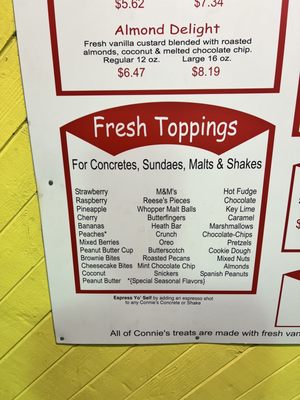 $5.62 $7.34
Almond Delight
Fresh vanilla custard blended with roasted
almonds, coconut & melted chocolate chip.
Regular 12 oz. Large 16 oz.
$6.47 $8.19
Fresh Toppings
For Concretes, Sundaes, Malts & Shakes
Strawberry M&M's Hot Fudge
Raspberry Reese's Pieces Chocolate
Pineapple Whopper Malt Balls Key Lime
Cherry Butterfingers Caramel
Bananas Heath Bar Marshmallows
Peaches* Crunch Chocolate-Chips
Mixed Berries Oreo Pretzels
Peanut Butter Cup Butterscotch Cookie Dough
Brownie Bites Roasted Pecans Mixed Nuts
Cheesecake Bites Mint Chocolate Chip Almonds
Coconut Snickers Spanish Peanuts
Peanut Butter *{Special Seasonal Flavors}
Express Yo' Self by adding an espresso shot
to any Connie's Concrete or Shake
All of Connie's treats are made with fresh